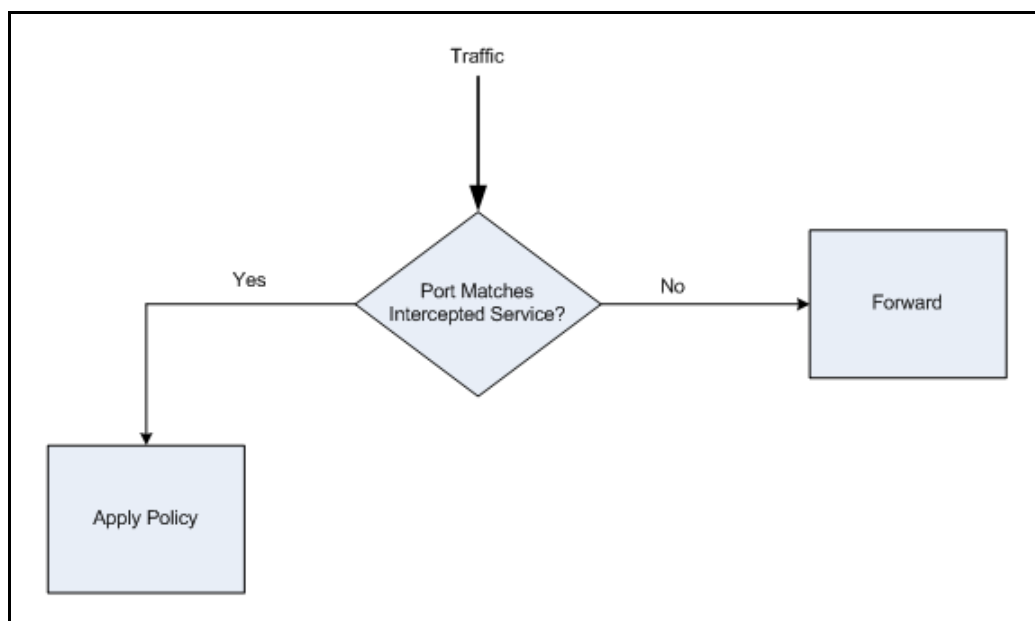 Traffic
Yes
Port Matches
Intercepted Service?
No
Forward
Apply Policy